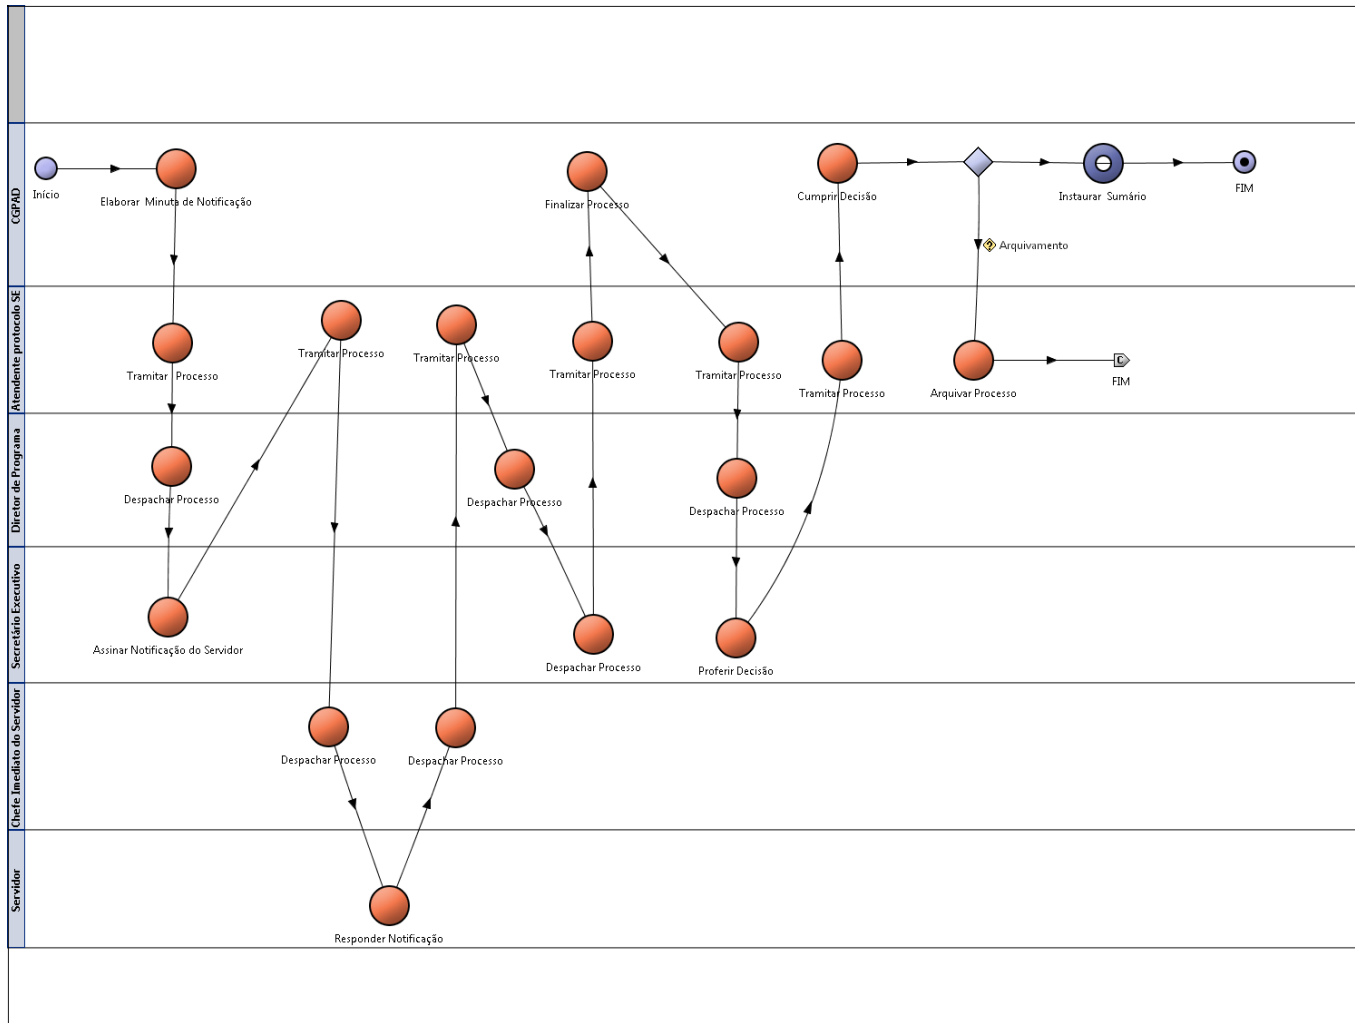 CGPAD
Início
Elaborar Minuta de Notificação
Finalizar Processo
Cumprir Decisão
Instaurar Sumário
FIM
Arquivamento
Atendente protocolo SE
Tramitar Processo
Tramitar Processo
Tramitar Processo
Tramitar Processo
Tramitar Processo
Tramitar Processo
Arquivar Processo
C
FIM
Diretor de Programa
Despachar Processo
Despachar Processo
Despachar Processo
Secretário Executivo
Assinar Notificação do Servidor
Despachar Processo
Proferir Decisão
Chefe Imediato do Servidor
Despachar Processo
Despachar Processo
Servidor
Responder Notificação